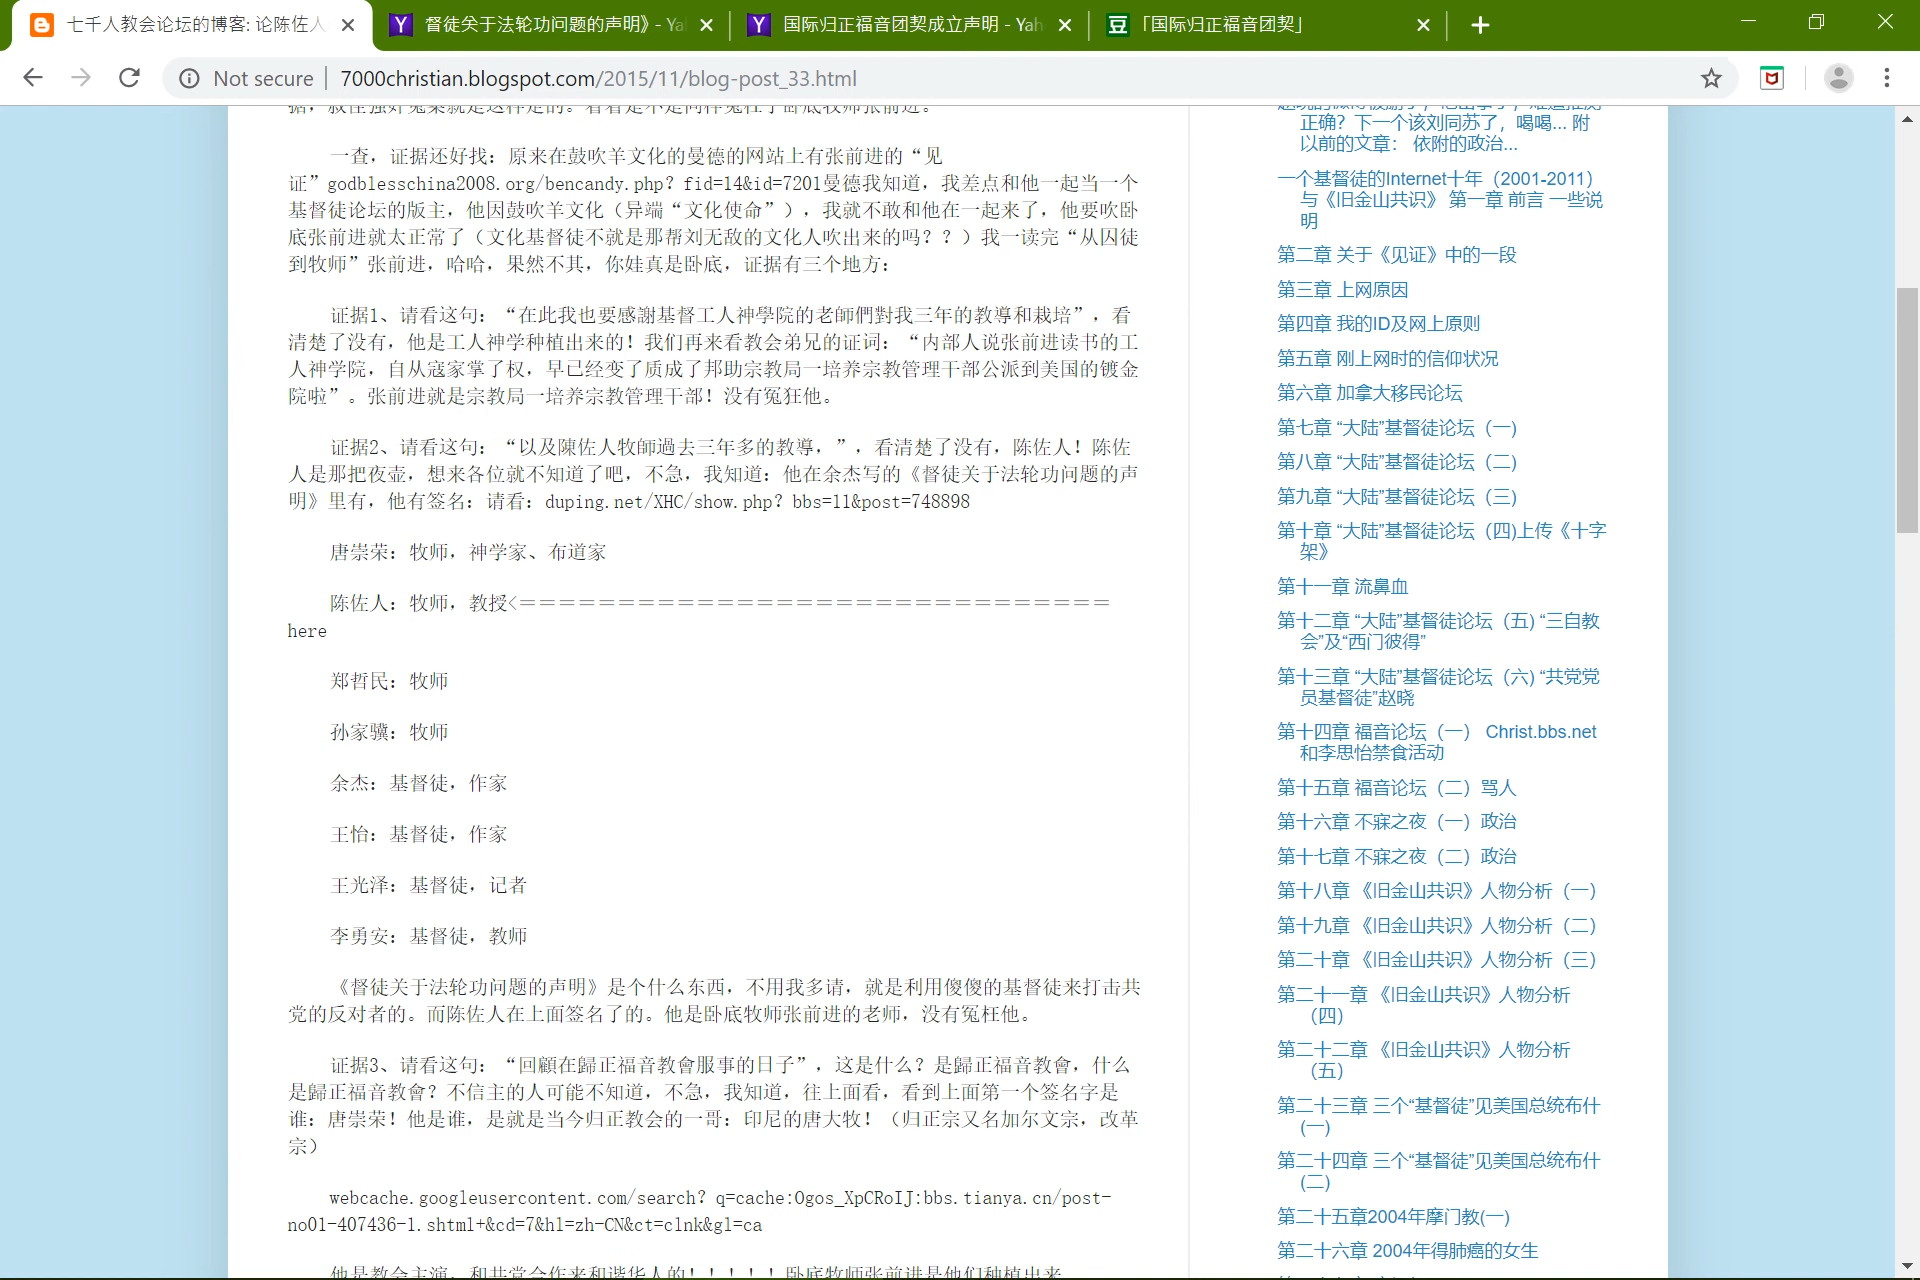 七千人教会论坛的博客: 论陈佐人
督徒关于法轮功问题的声明》 - Ya
国际归正福音团契成立声明 - Yah
「国际归正福音团契」
Not secure
7000christian.blogspot.com/2015/11/blog-post_33.html
一查，证据还好找：原来在鼓吹羊文化的曼德的网站上有张前进的“见
证”godblesschina2008.org/bencandy.php？fid=14&id=7201曼德我知道，我差点和他一起当一个
基督徒论坛的版主，他因鼓吹羊文化（异端“文化使命”），我就不敢和他在一起来了，他要吹卧
底张前进就太正常了（文化基督徒不就是那帮刘无敌的文化人吹出来的吗？？）我一读完“从囚徒
到牧师”张前进，哈哈，果然不其，你娃真是卧底，证据有三个地方：
证据1、请看这句：“在此我也要感謝基督工人神學院的老師們對我三年的教導和栽培”，看
清楚了没有，他是工人神学种植出来的！我们再来看教会弟兄的证词：“内部人说张前进读书的工
人神学院，自从寇家掌了权，早已经变了质成了邦助宗教局一培养宗教管理干部公派到美国的镀金
院啦”。张前进就是宗教局一培养宗教管理干部！没有冤狂他。
证据2、请看这句：“以及陳佐人牧師過去三年多的教導，”，看清楚了没有，陈佐人！陈佐
人是那把夜壶，想来各位就不知道了吧，不急，我知道：他在余杰写的《督徒关于法轮功问题的声
明》里有，他有签名：请看：duping.net/XHC/show.php？bbs=11&post=748898
唐崇荣：牧师，神学家、布道家
陈佐人：牧师，教授<==============================
here
郑哲民：牧师
孙家骥：牧师
余杰：基督徒，作家
王怡：基督徒，作家
王光泽：基督徒，记者
李勇安：基督徒，教师
《督徒关于法轮功问题的声明》是个什么东西，不用我多请，就是利用傻傻的基督徒来打击共
党的反对者的。而陈佐人在上面签名了的。他是卧底牧师张前进的老师，没有冤枉他。
证据3、请看这句：“回顧在歸正福音教會服事的日子”，这是什么？是歸正福音教會，什么
是歸正福音教會？不信主的人可能不知道，不急，我知道，往上面看，看到上面第一个签名字是
谁：唐崇荣！他是谁，是就是当今归正教会的一哥：印尼的唐大牧！（归正宗又名加尔文宗，改革
宗）
webcache.googleusercontent.com/search？q=cache:Ogos_XpCRoIJ:bbs.tianya.cn/post-
no01-407436-1.shtml+&cd=7&hl=zh-CN&ct=clnk&gl=ca
他是教会主演，和共党合作来和谐华人的！！！！！卧底牧师张前进是他们种植出来
正确？下一个该刘同苏了，喝喝... 附
以前的文章： 依附的政治...
一个基督徒的Internet十年（2001-2011）
与《旧金山共识》 第一章 前言 一些说
明
第二章 关于《见证》中的一段
第三章 上网原因
第四章 我的ID及网上原则
第五章 刚上网时的信仰状况
第六章 加拿大移民论坛
第七章 “大陆”基督徒论坛（一）
第八章 “大陆”基督徒论坛（二）
第九章 “大陆”基督徒论坛（三）
第十章 “大陆”基督徒论坛（四)上传《十字
架》
第十一章 流鼻血
第十二章 “大陆”基督徒论坛（五) “三自教
会”及“西门彼得”
第十三章 “大陆”基督徒论坛（六) “共党党
员基督徒”赵晓
第十四章 福音论坛（一） Christ.bbs.net
和李思怡禁食活动
第十五章 福音论坛（二）骂人
第十六章 不寐之夜（一）政治
第十七章 不寐之夜（二）政治
第十八章 《旧金山共识》人物分析（一）
第十九章 《旧金山共识》人物分析（二）
第二十章 《旧金山共识》人物分析（三）
第二十一章 《旧金山共识》人物分析
（四）
第二十二章 《旧金山共识》人物分析
（五）
第二十三章 三个“基督徒”见美国总统布什
(一)
第二十四章 三个“基督徒”见美国总统布什
(二)
第二十五章2004年摩门教(一)
第二十六章 2004年得肺癌的女生